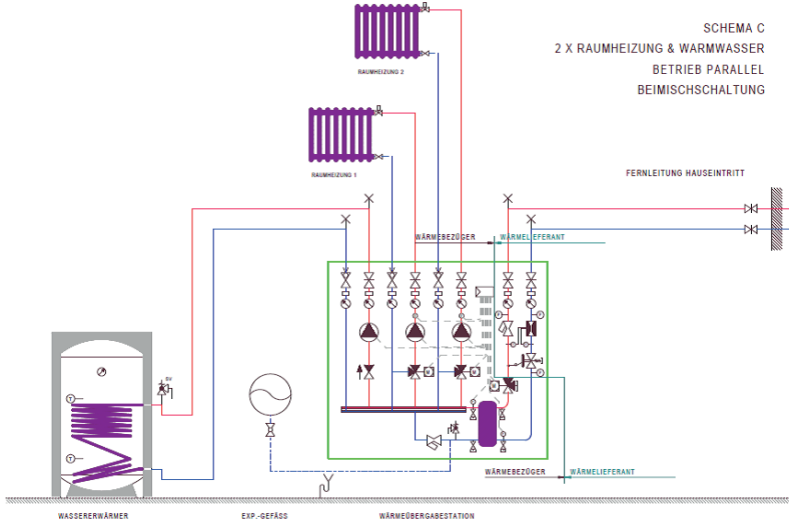 SCHEMA C
2 X RAUMHEIZUNG & WARMWASSER
BETRIEB PARALLEL
BEIMISCHSCHALTUNG
RAUMHEIZUNG 2
RAUMHEIZUNG 1
FERNLEITUNG HAUSEINTRITT
WÄRMEBEZÜGER WÄRMELIEFERANT
SV
T
T
F
F
WÄRMEBEZÜGER WÄRMELIEFERANT
WASSERERWÄRMER EXP.-GEFÄSS WÄRMEÜBERGABESTATION